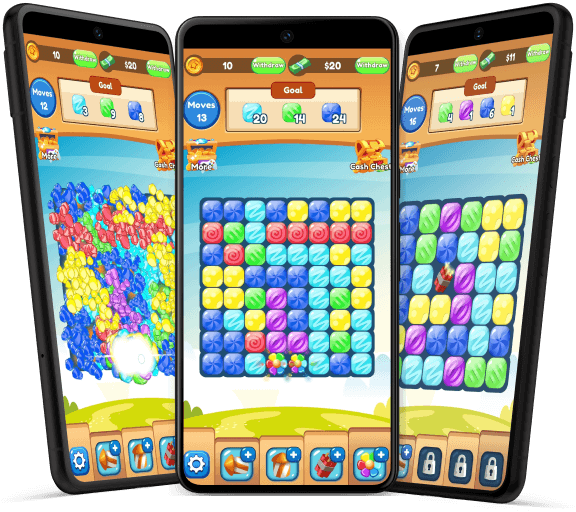 Withdraw
$20
Withdraw
Goal
Moves
12
3
9
8
More
Cash Chest
10
Withdraw
$20
Withdraw
Goal
Moves
13
20
14
24
More
Cash Chest
7
Withdraw
$11
Withdraw
Goal
Moves
16
4
1
6
1
More
Cash Chest